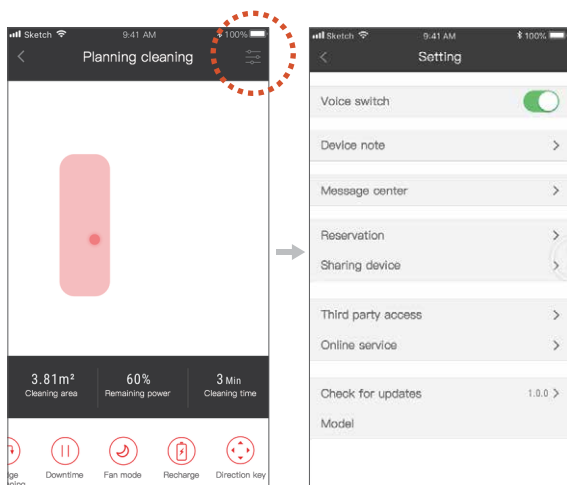 Sketch 9:41 AM 100%
Planning cleaning
3.81m² 60% 3 Min
Cleaning area Remaining power Cleaning time
Downtime Fan mode Recharge Direction key
Sketch 9:41 AM 100%
Setting
Voice switch
Device note
Message center
Reservation
Sharing device
Third party access
Online service
Check for updates 1.0.0
Model